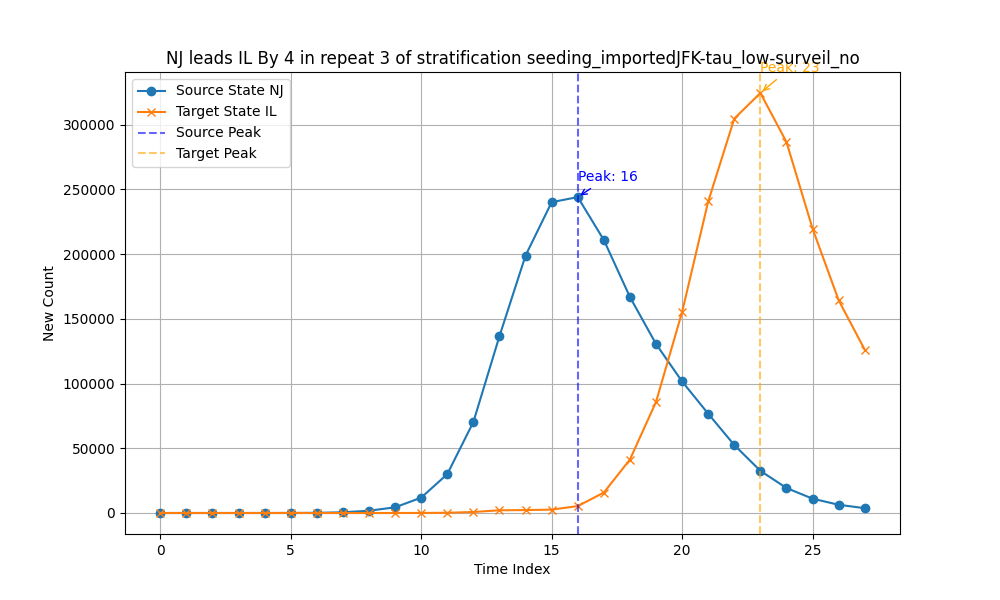 NJ leads IL By 4 in repeat 3 of stratification seeding_importedJFK-tau_low-surveil_no
Peak: 23
Source State NJ
Target State IL
Source Peak
Target Peak
Peak: 16
New Count
300000
250000
200000
150000
100000
50000
0
0 5 10 15 20 25
Time Index